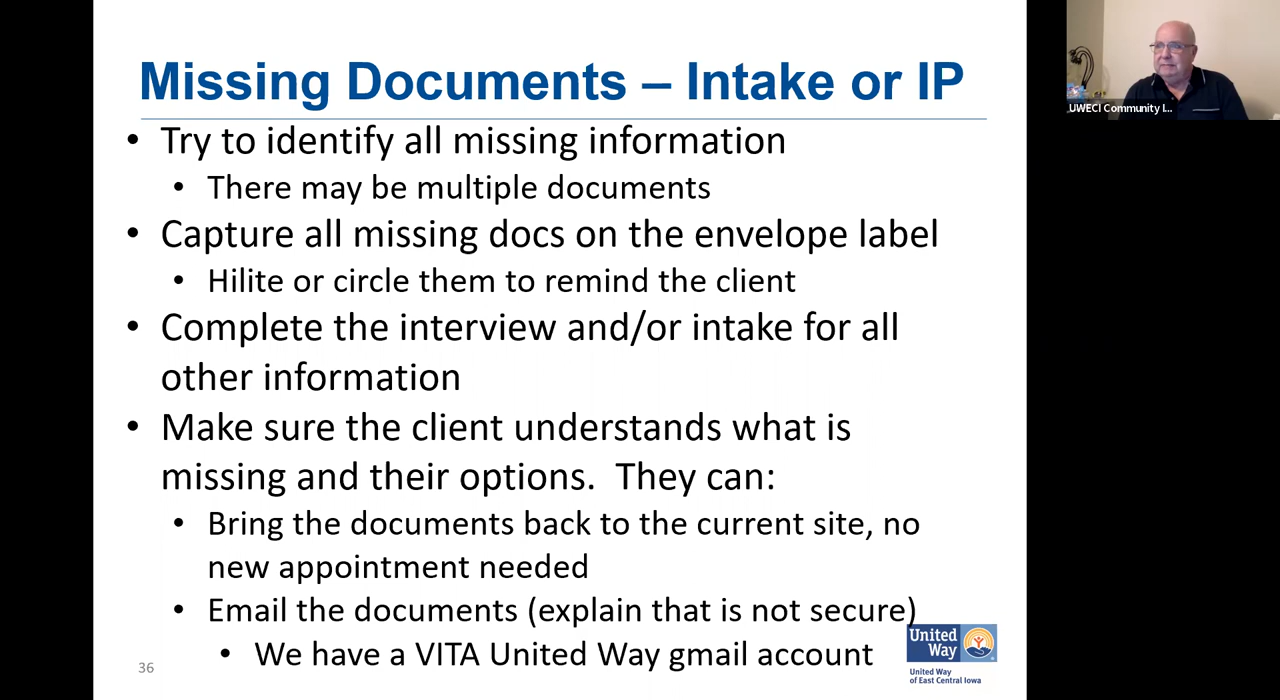 Missing Documents – Intake or IP
• Try to identify all missing information
• There may be multiple documents
• Capture all missing docs on the envelope label
• Hilite or circle them to remind the client
• Complete the interview and/or intake for all
other information
• Make sure the client understands what is
missing and their options.  They can:
• Bring the documents back to the current site, no
new appointment needed
• Email the documents (explain that is not secure)
• We have a VITA United Way gmail account
36
United
Way
United Way
of East Central Iowa
UWECI Community I...